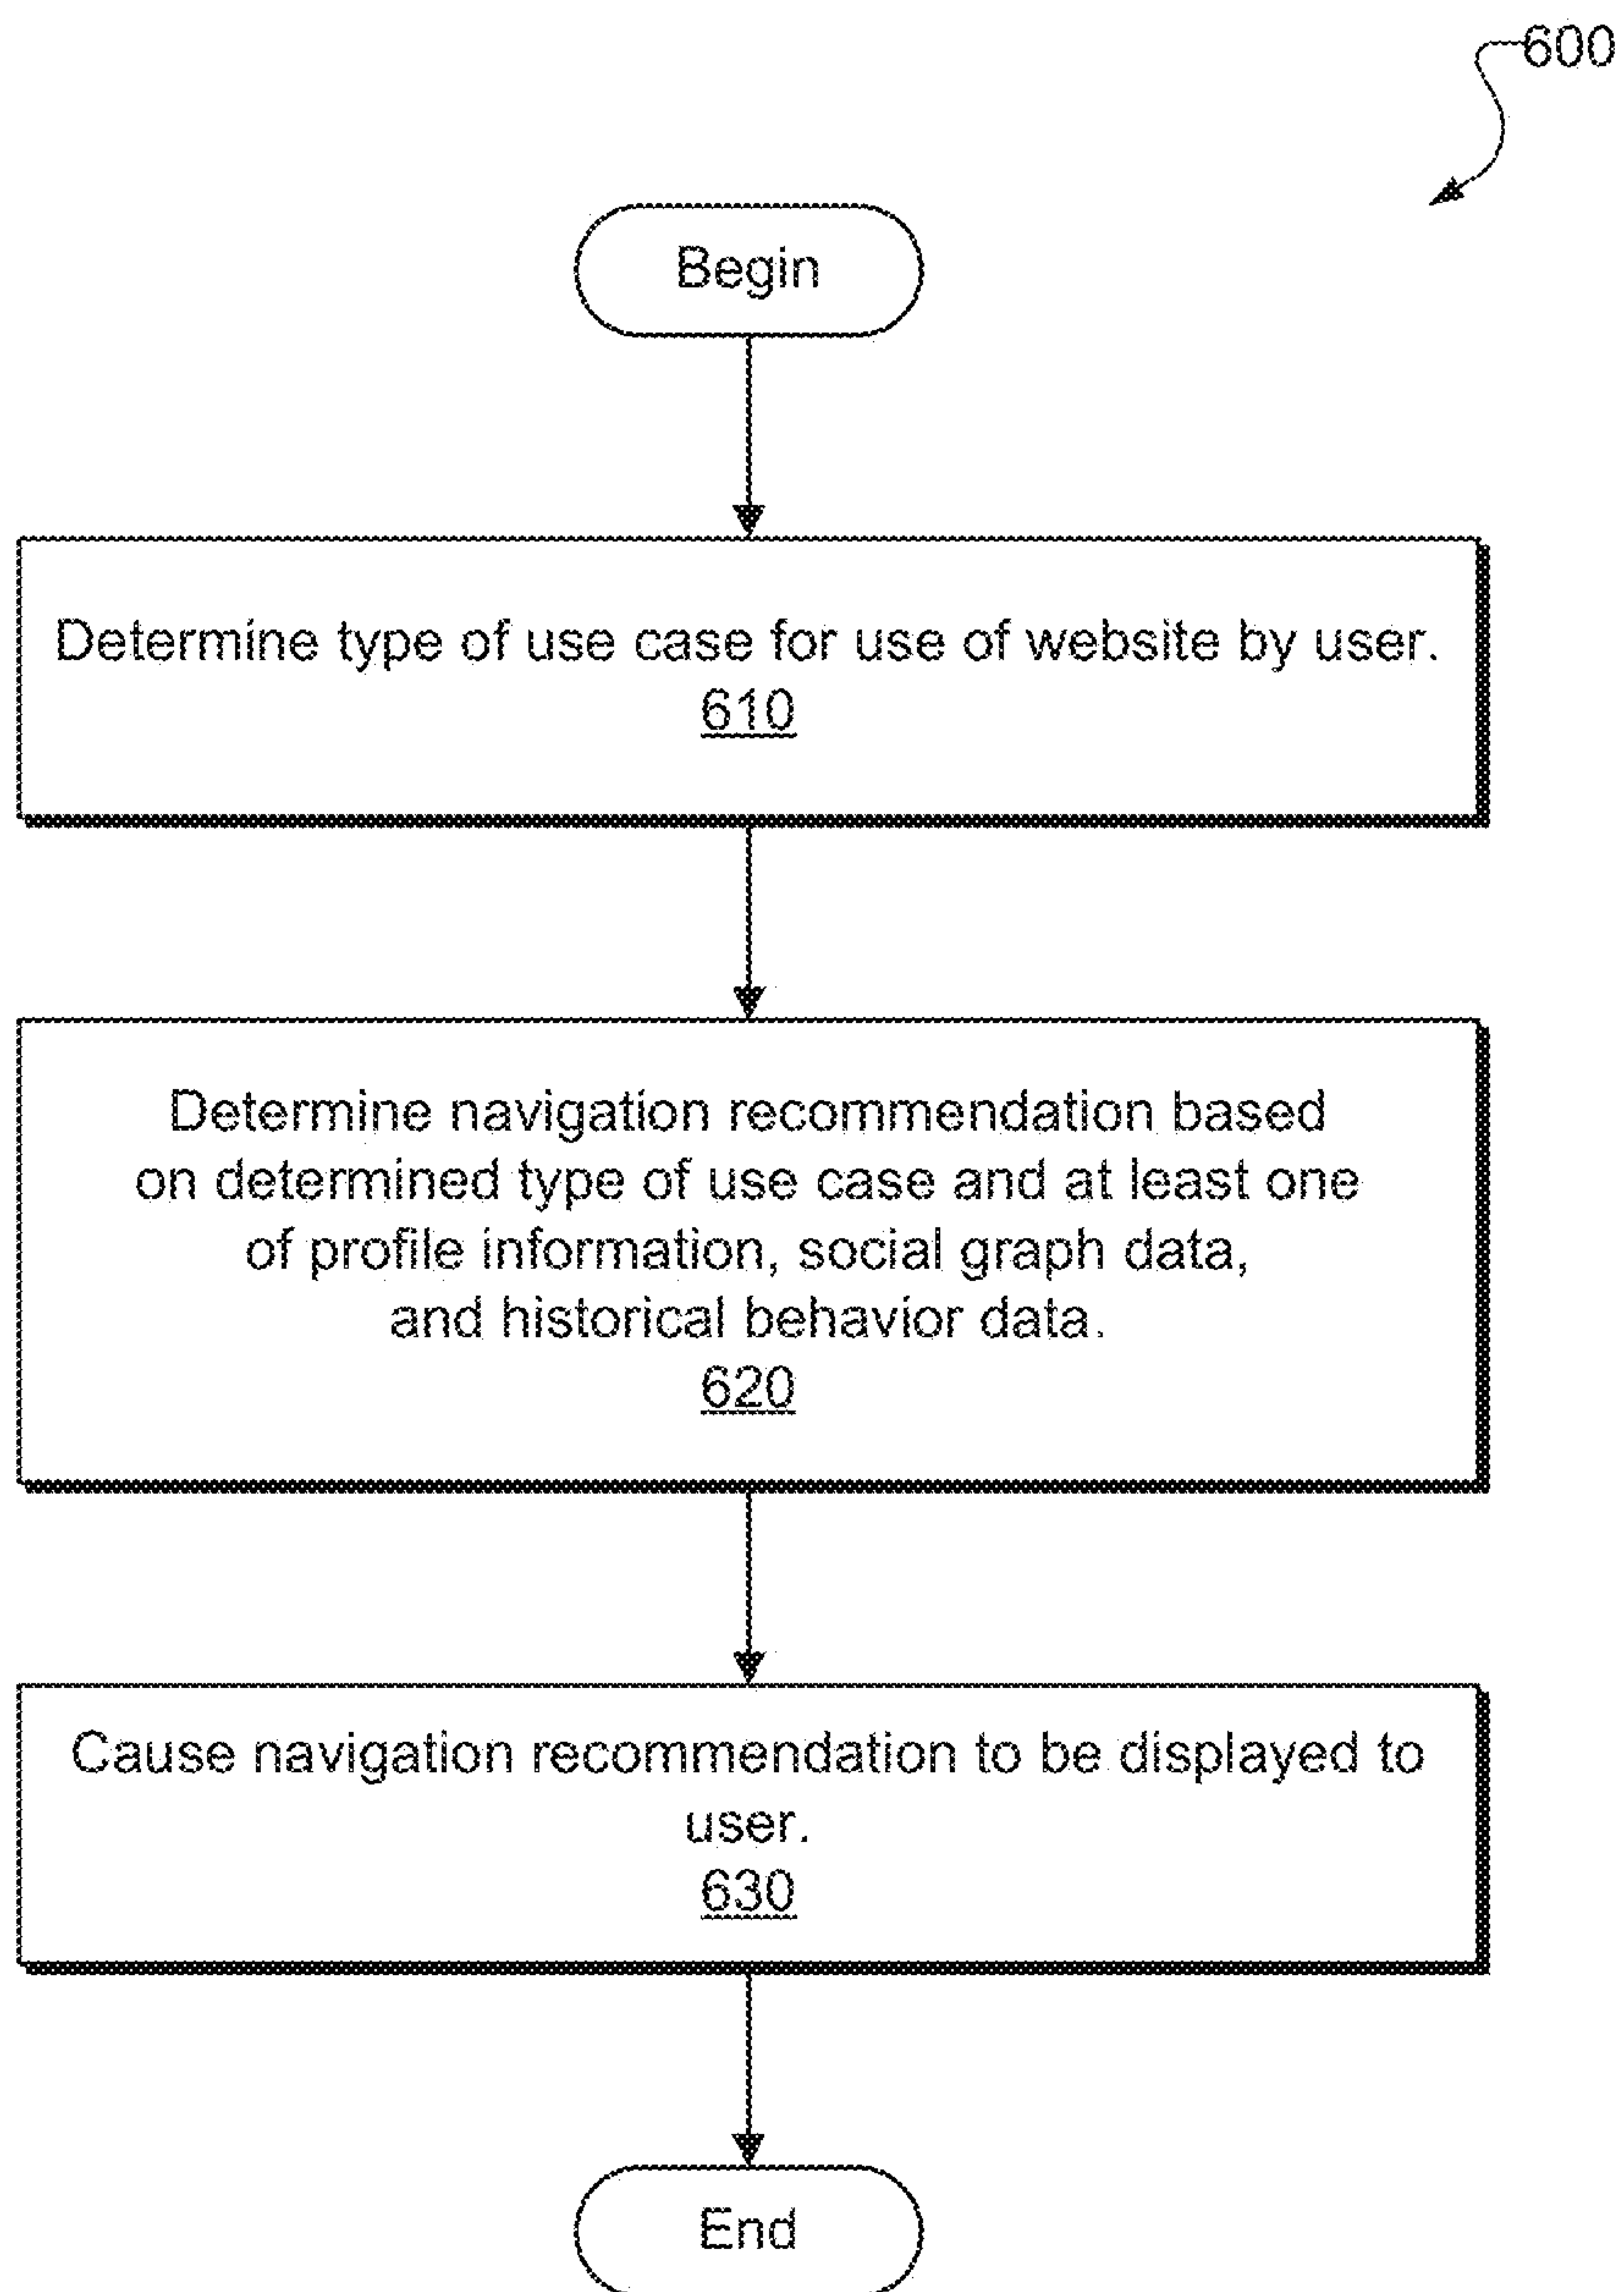 600
Begin
Determine type of use case for use of website by user.
610
Determine navigation recommendation based
on determined type of use case and at least one
of profile information, social graph data,
and historical behavior data.
620
Cause navigation recommendation to be displayed to
user.
630
End